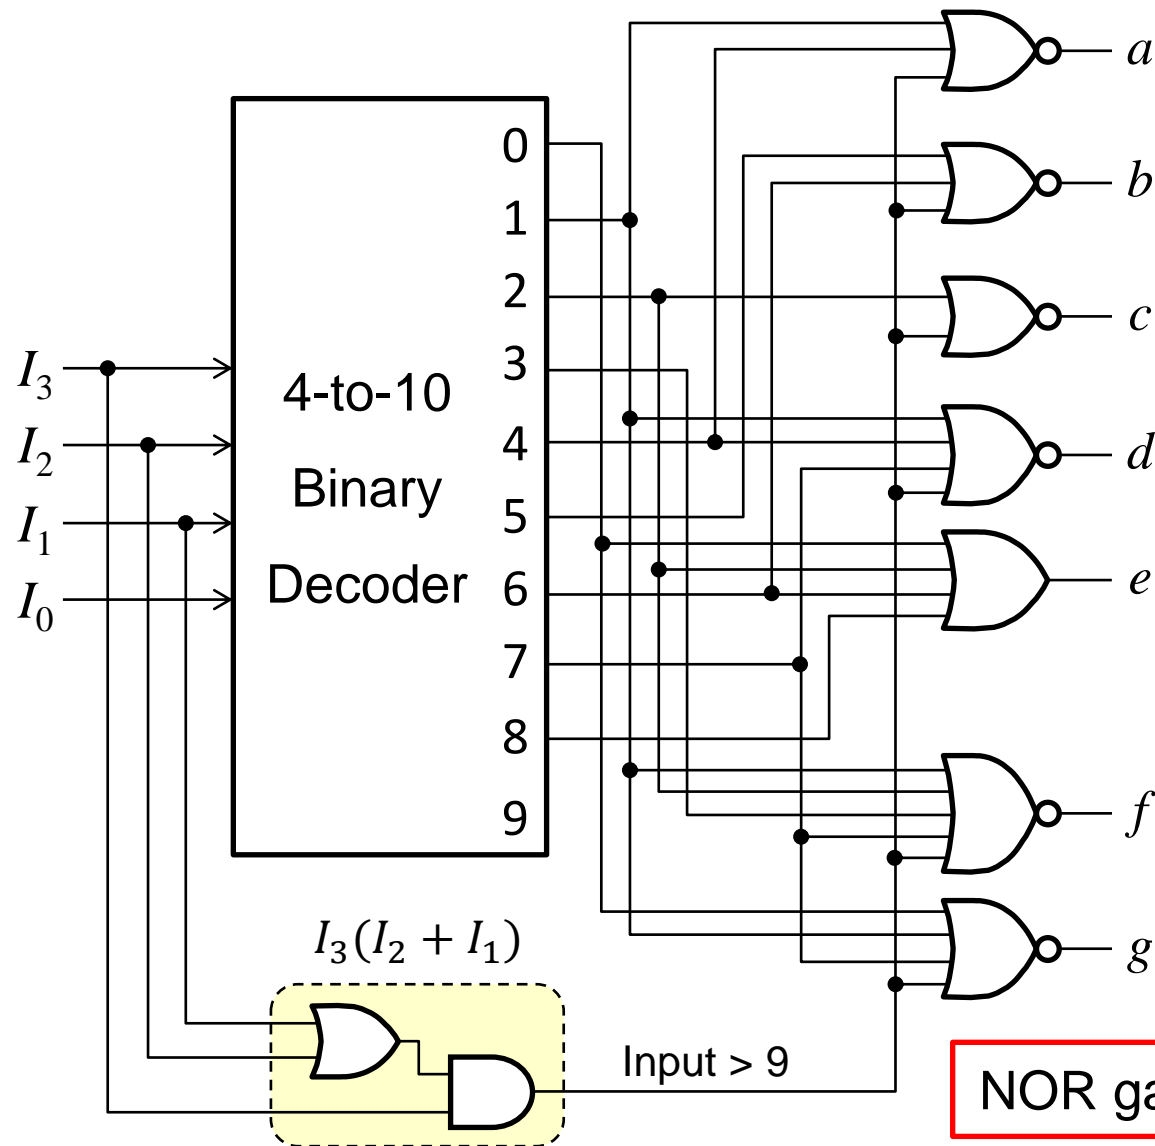 a
0
b
1
2
c
3
I3
4-to-10
4
d
I2
Binary
5
I1
e
6
Decoder
I0
7
8
9
f
I3(I2 + I1)
g
Input > 9
NOR ga